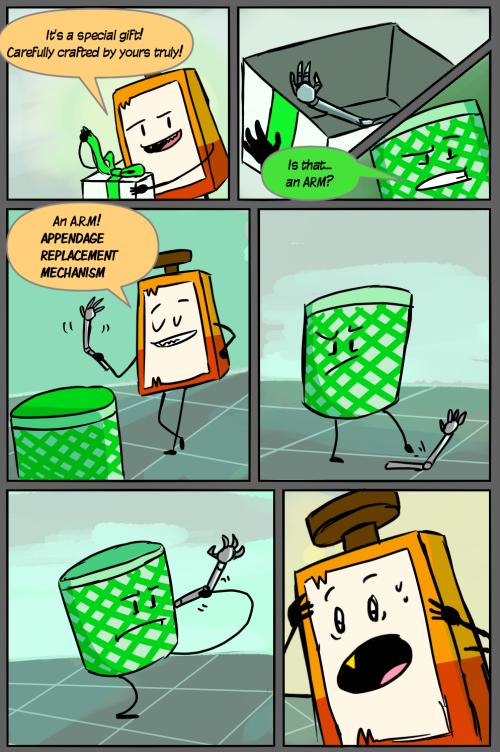 It's a special gift!
Carefully crafted by yours truly!
Is that...
an ARM?
An A.R.M!
APPENDAGE
REPLACEMENT
MECHANISM